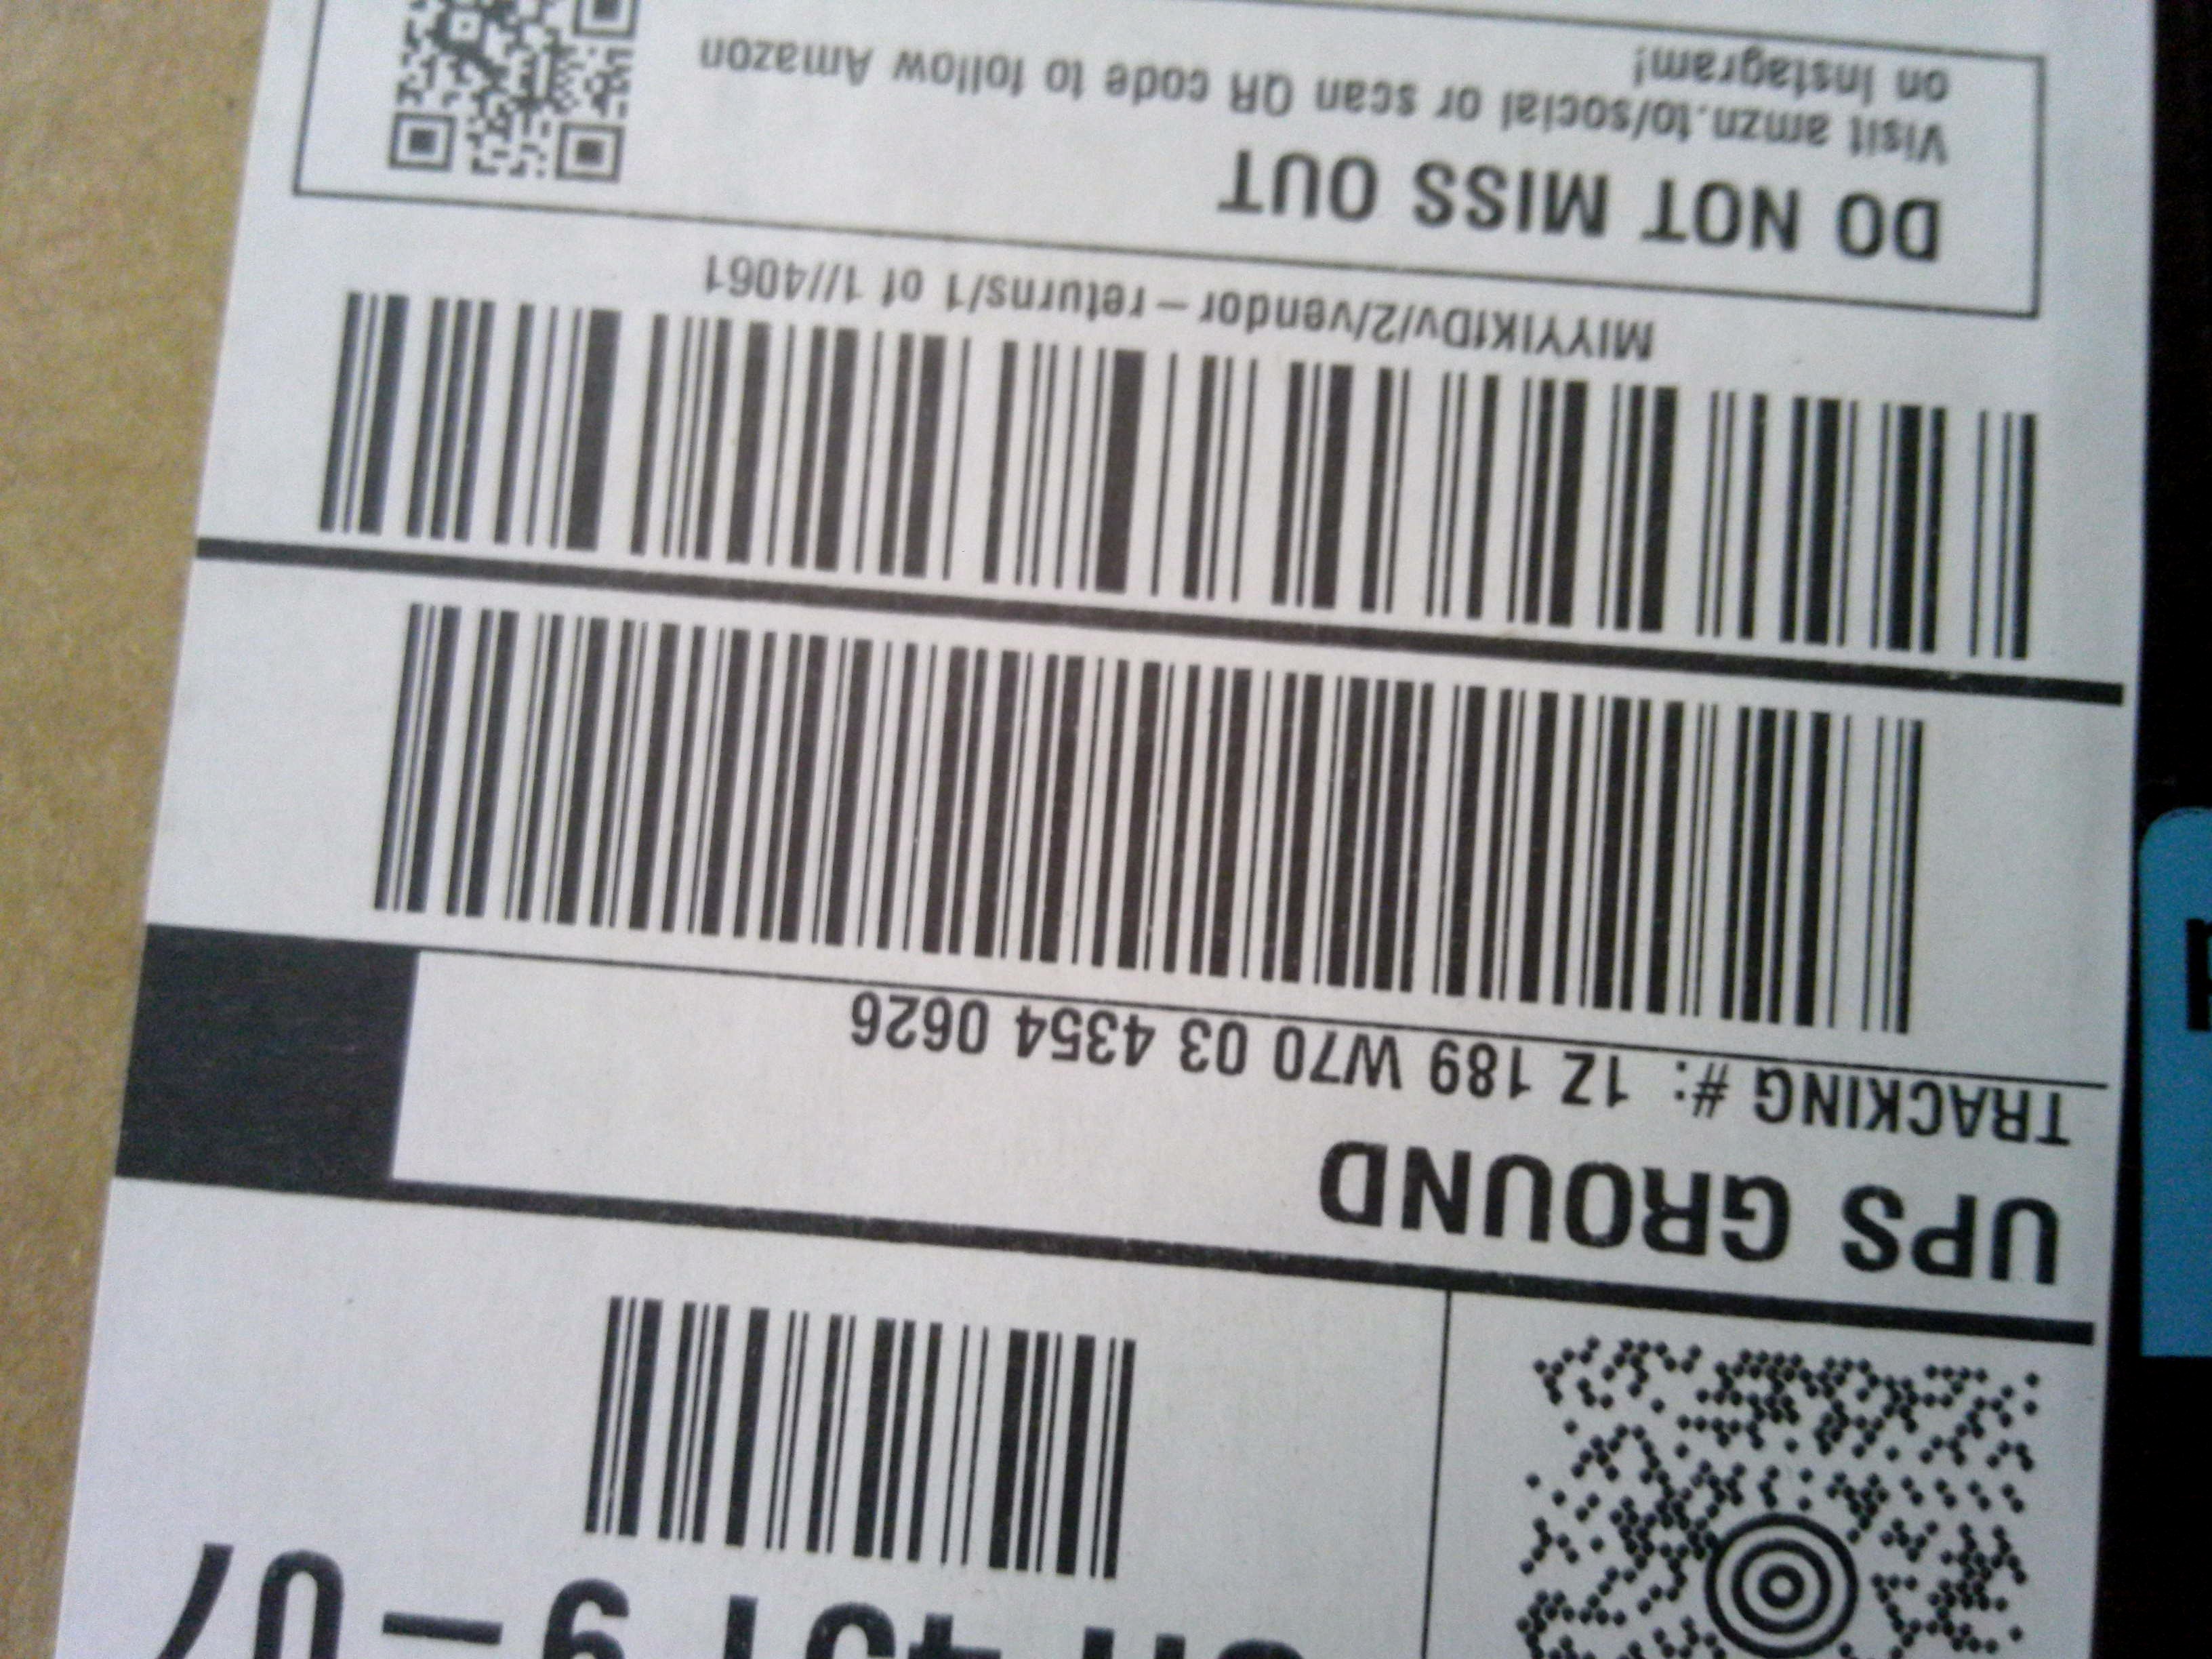 UPS GROUND
TRACKING #: 1Z 189 W70 03 4354 0626
MIYYIK1Dv/2/vendor-returns/1 of 1//4061
DO NOT MISS OUT
Visit amzn.to/social or scan QR code to follow Amazon
on Instagram!